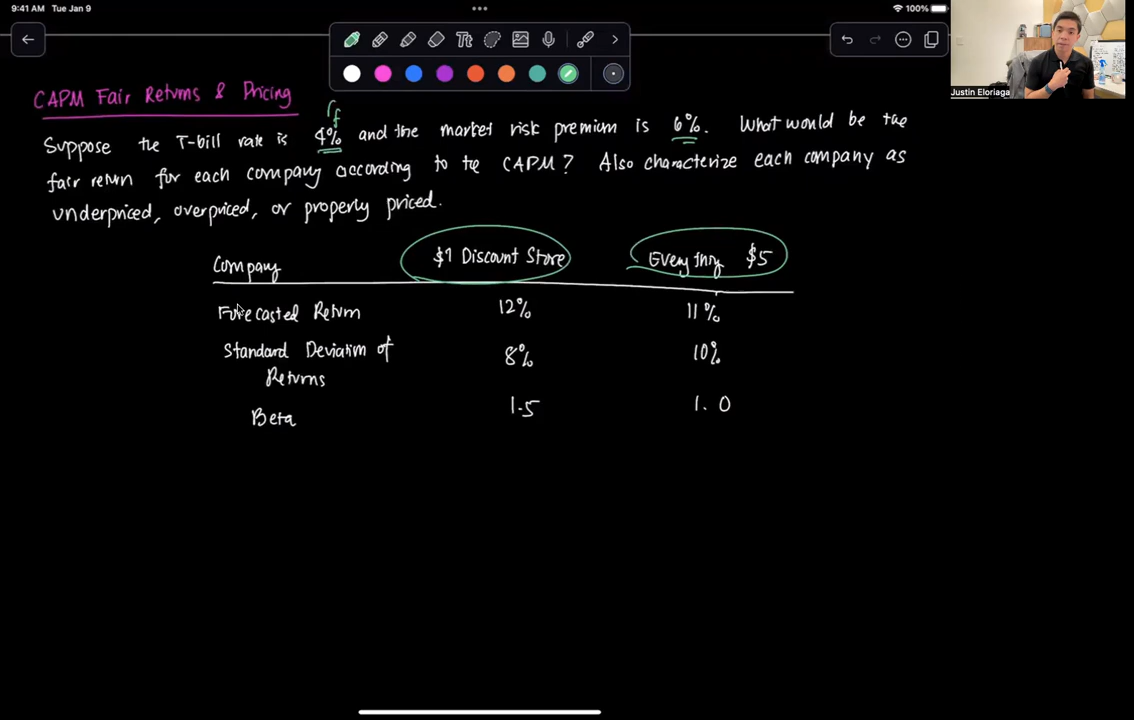 9:41 AM Tue Jan 9
100%
Justin Eloriaga
CAPM Fair Returns & Pricing
rf
Suppose the T-bill rate is 4% and the market risk premium is 6%. What would be the
fair return for each company according to the CAPM? Also characterize each company as
underpriced, overpriced, or properly priced.
Company $1 Discount Store Everything $5
Forecasted Return 12% 11%
Standard Deviation of 8% 10%
Returns
Beta 1.5 1.0